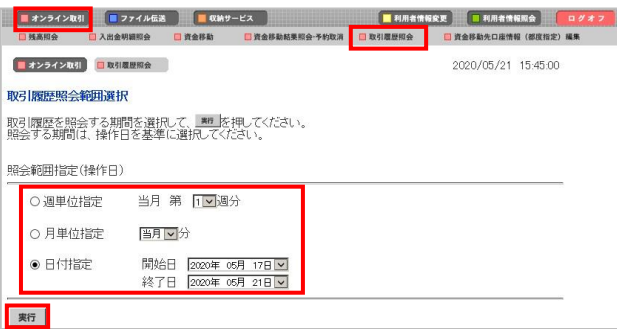 オンライン取引 ファイル伝送 収納サービス 利用者情報変更 利用者情報照会 ログオフ
残高照会 入出金明細照会 資金移動 資金移動結果照会・予約取消 取引履歴照会 資金移動先口座情報（都度指定）編集
オンライン取引 取引履歴照会 2020/05/21 15:45:00
取引履歴照会範囲選択
取引履歴を照会する期間を選択して、 実行 を押してください。
照会する期間は、操作日を基準に選択してください。
照会範囲指定(操作日)
週単位指定 当月 第 1 週分
月単位指定 当月 分
日付指定 開始日 2020年 05月 17日
終了日 2020年 05月 21日
実行